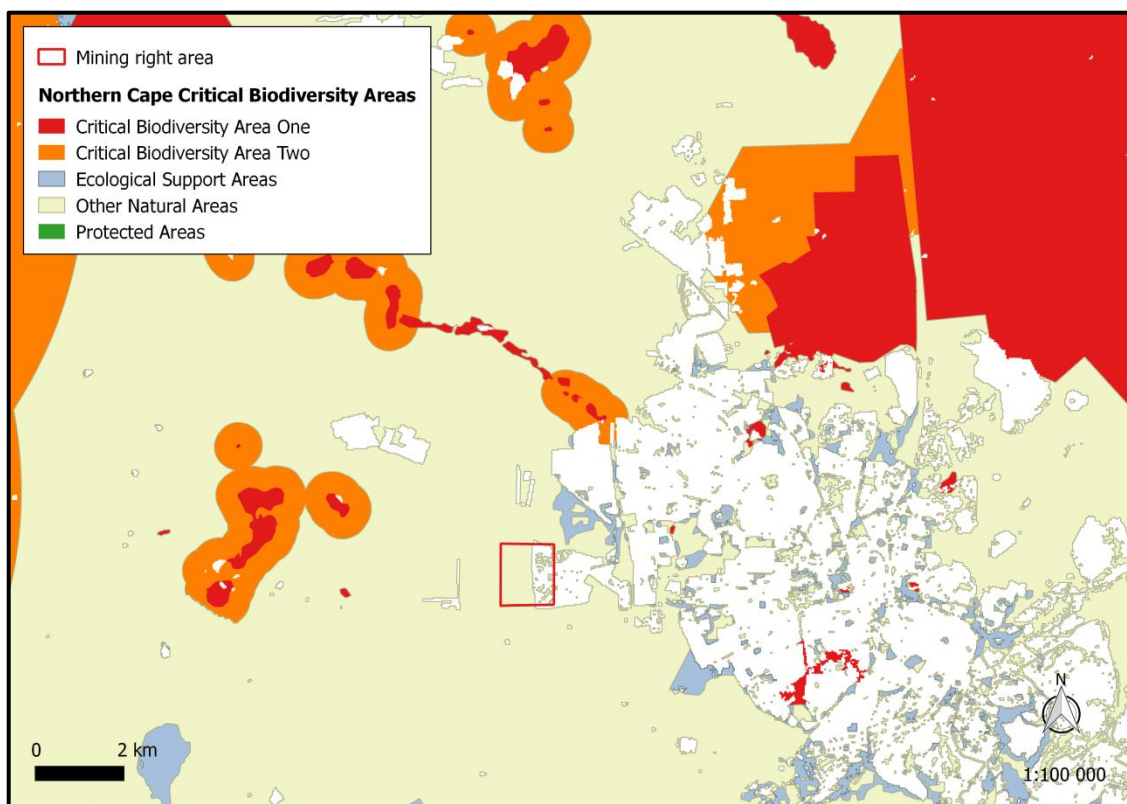 Mining right area
Northern Cape Critical Biodiversity Areas
Critical Biodiversity Area One
Critical Biodiversity Area Two
Ecological Support Areas
Other Natural Areas
Protected Areas
N
0 2 km
1:100 000